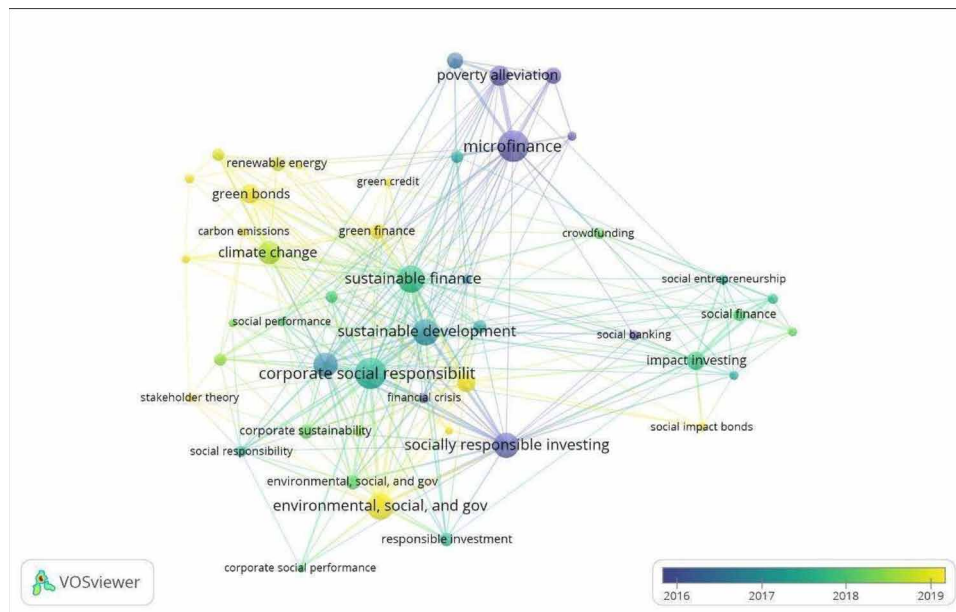 poverty alleviation
microfinance
renewable energy
green credit
green bonds
carbon emissions
green finance
crowdfunding
climate change
sustainable finance
social entrepreneurship
social performance
social finance
sustainable development
social banking
impact investing
corporate social responsibilit
stakeholder theory
financial crisis
social impact bonds
corporate sustainability
socially responsible investing
social responsibility
environmental, social, and gov
environmental, social, and gov
responsible investment
corporate social performance
VOSviewer
2016 2017 2018 2019